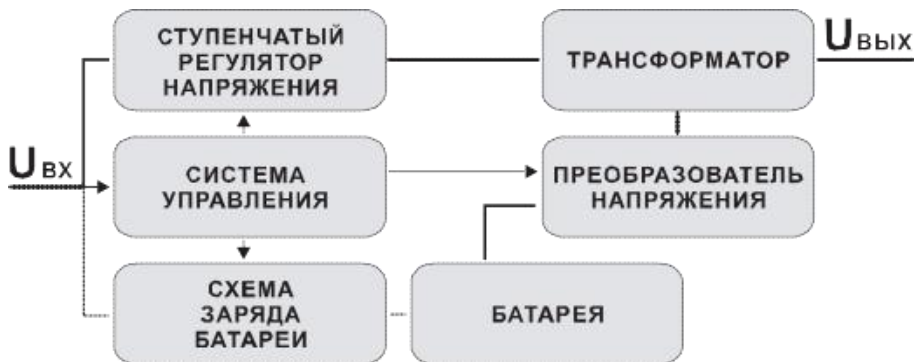 СТУПЕНЧАТЫЙ
РЕГУЛЯТОР
НАПРЯЖЕНИЯ
ТРАНСФОРМАТОР
Uвых
Uвх
СИСТЕМА
УПРАВЛЕНИЯ
ПРЕОБРАЗОВАТЕЛЬ
НАПРЯЖЕНИЯ
СХЕМА
ЗАРЯДА
БАТАРЕИ
БАТАРЕЯ